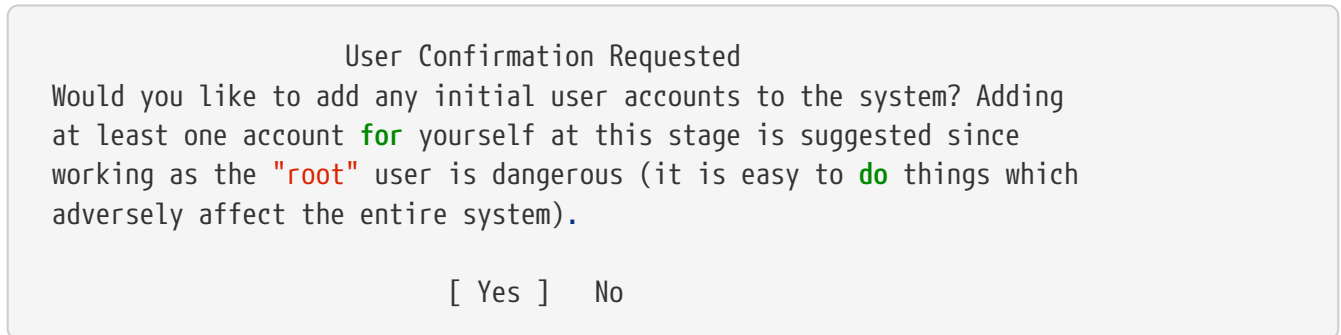 User Confirmation Requested
Would you like to add any initial user accounts to the system? Adding
at least one account for yourself at this stage is suggested since
working as the "root" user is dangerous (it is easy to do things which
adversely affect the entire system).
[ Yes ] No